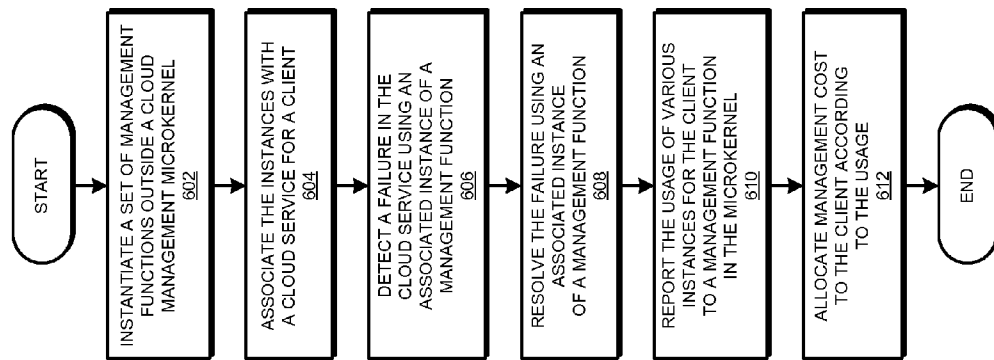 START
INSTANTIATE A SET OF MANAGEMENT
FUNCTIONS OUTSIDE A CLOUD
MANAGEMENT MICROKERNEL
602
ASSOCIATE THE INSTANCES WITH
A CLOUD SERVICE FOR A CLIENT
604
DETECT A FAILURE IN THE
CLOUD SERVICE USING AN
ASSOCIATED INSTANCE OF A
MANAGEMENT FUNCTION
606
RESOLVE THE FAILURE USING AN
ASSOCIATED INSTANCE
OF A MANAGEMENT FUNCTION
608
REPORT THE USAGE OF VARIOUS
INSTANCES FOR THE CLIENT
TO A MANAGEMENT FUNCTION
IN THE MICROKERNEL
610
ALLOCATE MANAGEMENT COST
TO THE CLIENT ACCORDING
TO THE USAGE
612
END